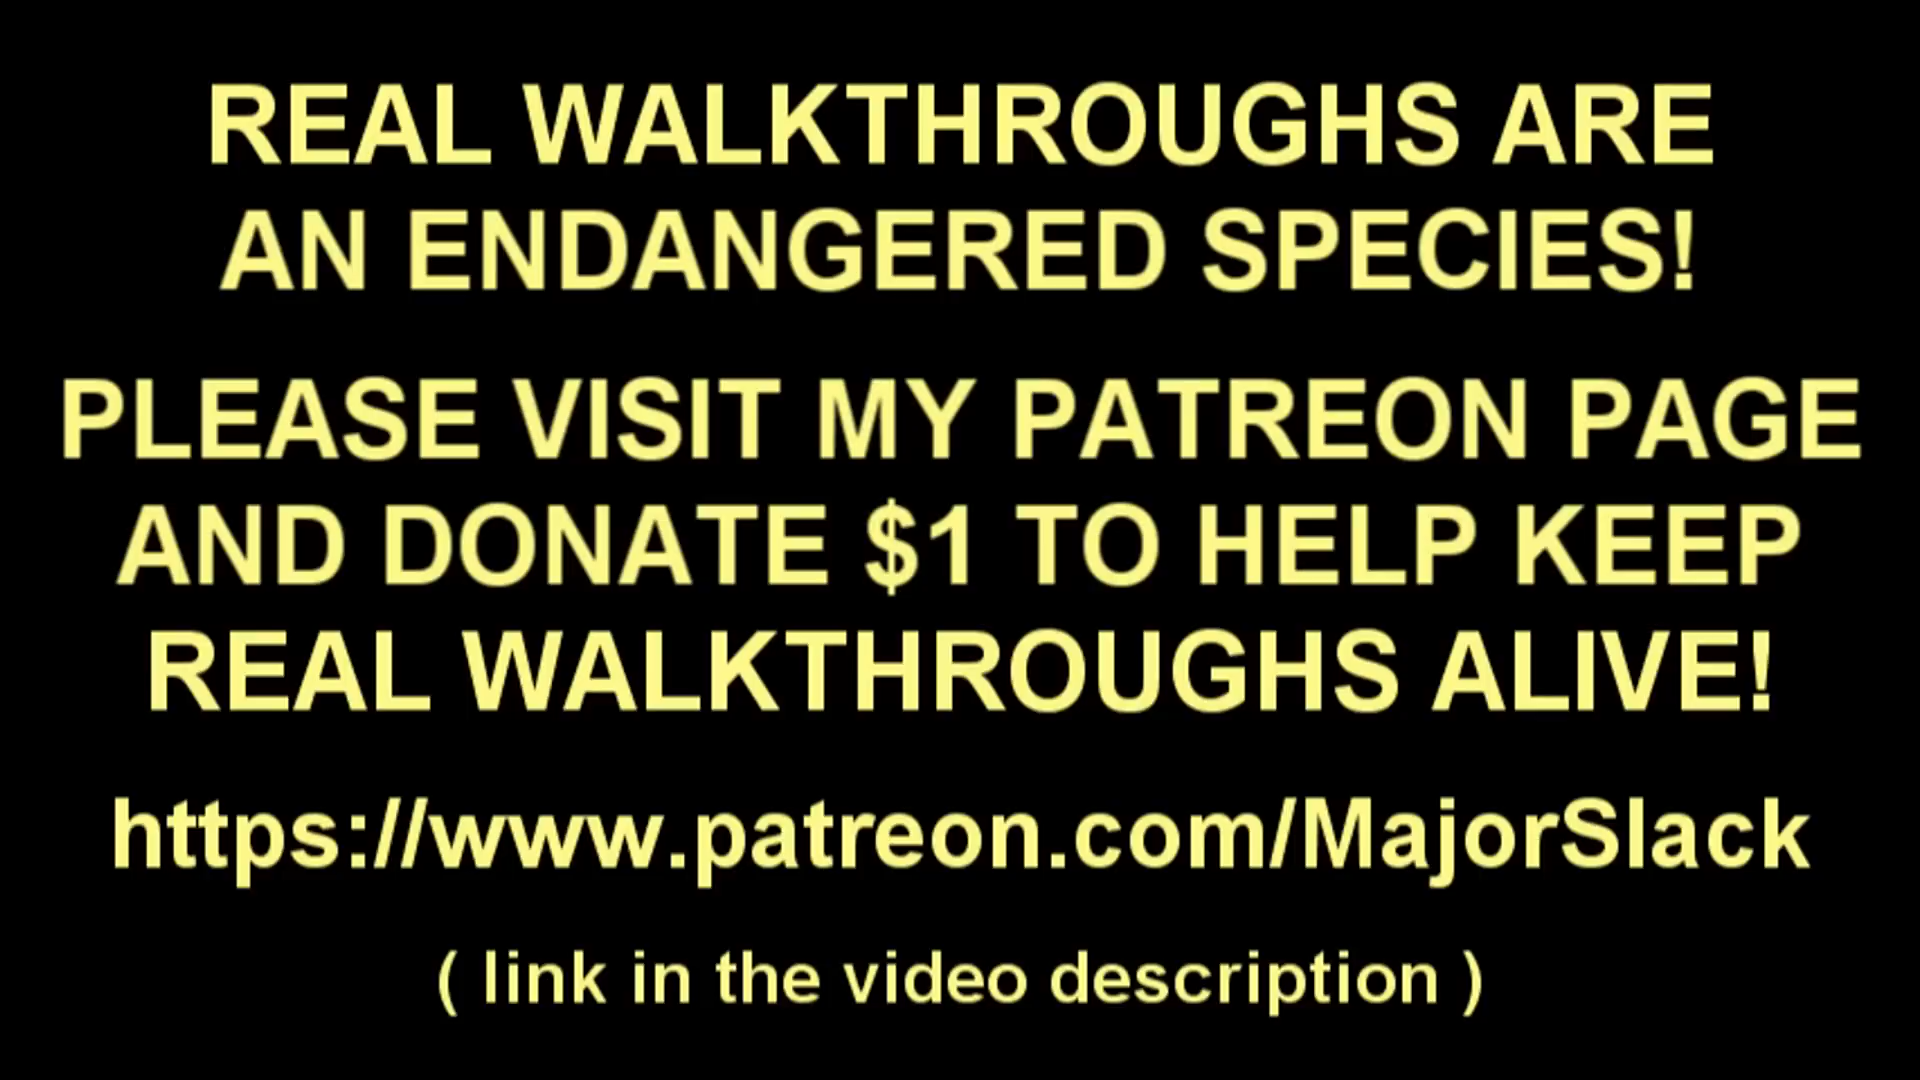 REAL WALKTHROUGHS ARE
AN ENDANGERED SPECIES!
PLEASE VISIT MY PATREON PAGE
AND DONATE $1 TO HELP KEEP
REAL WALKTHROUGHS ALIVE!
https://www.patreon.com/MajorSlack
( link in the video description )